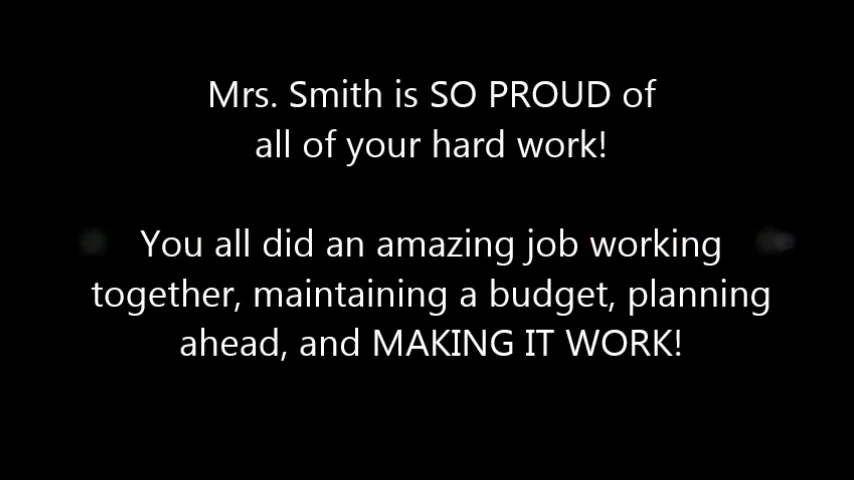 Mrs. Smith is SO PROUD of
all of your hard work!
You all did an amazing job working
together, maintaining a budget, planning
ahead, and MAKING IT WORK!